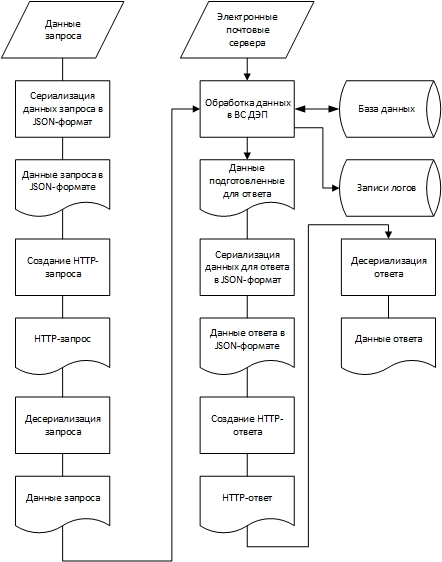 Данные
запроса
Сериализация
данных запроса в
JSON-формат
Данные запроса в
JSON-формате
Создание HTTP-
запроса
HTTP-запрос
Десериализация
запроса
Данные запроса
Электронные
почтовые
сервера
Обработка данных
в ВС ДЭП
Данные
подготовленные
для ответа
Сериализация
данных для ответа
в JSON-формат
Данные ответа в
JSON-формате
Создание HTTP-
ответа
HTTP-ответ
База данных
Записи логов
Десериализация
ответа
Данные ответа